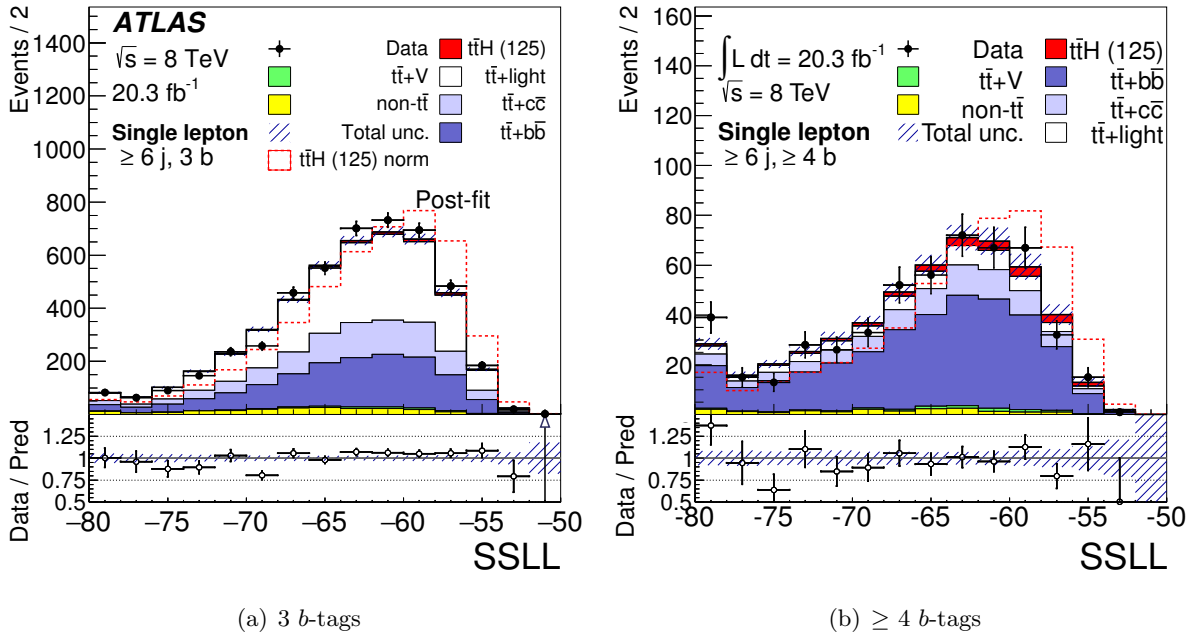 Events / 2
1400
1200
1000
800
600
400
200
ATLAS
√s = 8 TeV
20.3 fb⁻¹
Single lepton
≥ 6 j, 3 b
Data
tt̄+V
non-tt̄
Total unc.
tt̄H (125) norm
tt̄H (125)
tt̄+light
tt̄+cc̄
tt̄+bb̄
Post-fit
Data / Pred
1.25
1
0.75
0.5
−80 −75 −70 −65 −60 −55 −50
SSLL
(a) 3 b-tags
Events / 2
160
140
120
100
80
60
40
20
∫L dt = 20.3 fb⁻¹
√s = 8 TeV
Single lepton
≥ 6 j, ≥ 4 b
Data
tt̄+V
non-tt̄
Total unc.
tt̄H (125)
tt̄+bb̄
tt̄+cc̄
tt̄+light
Data / Pred
1.25
1
0.75
0.5
-80 -75 -70 -65 -60 -55 -50
SSLL
(b) ≥ 4 b-tags